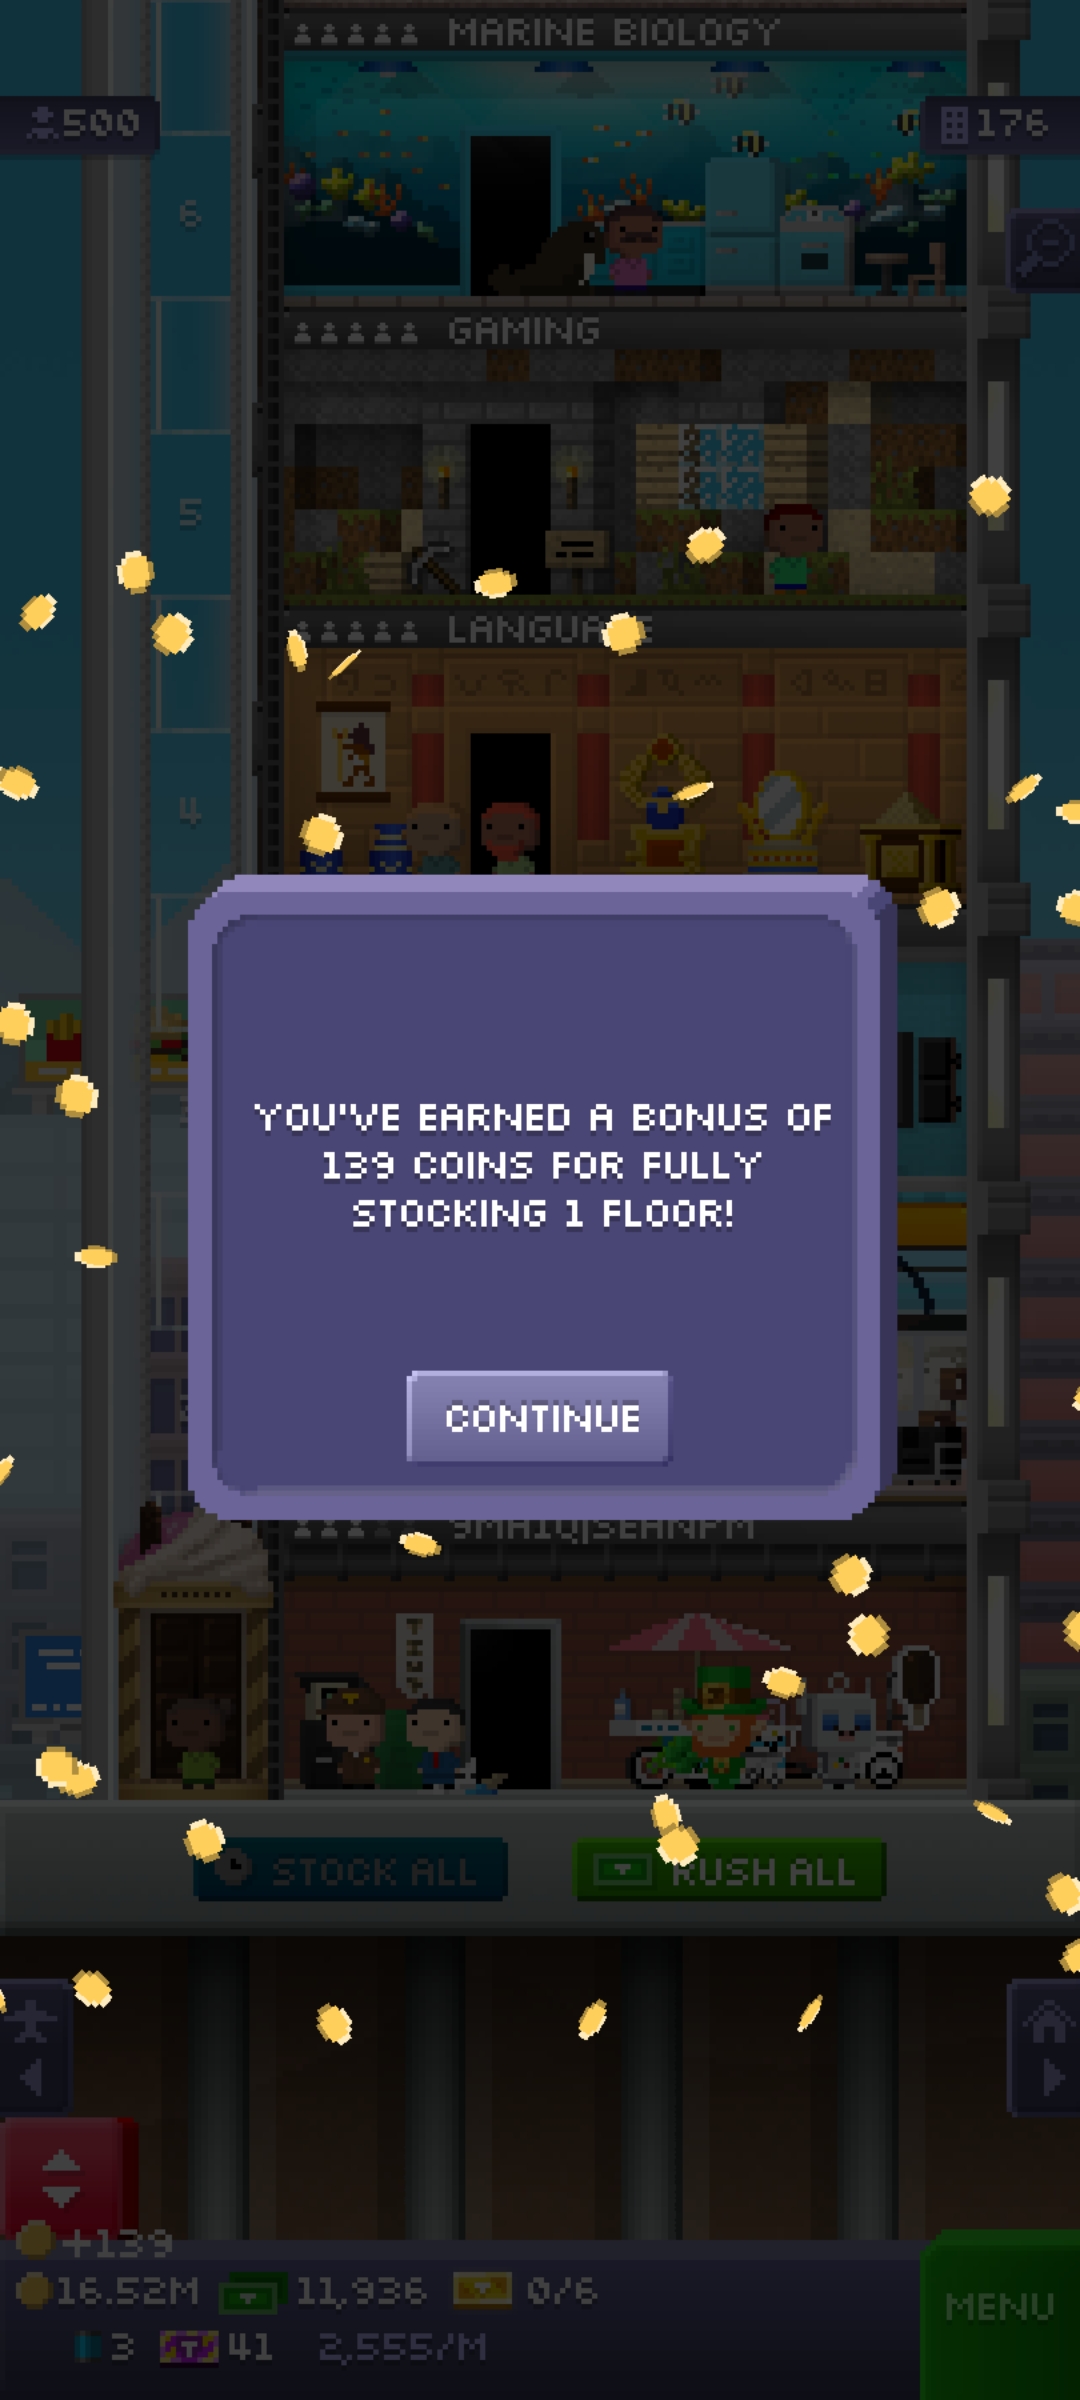 MARINE BIOLOGY
500
176
6
GAMING
5
LANGUAGE
4
YOU'VE EARNED A BONUS OF
139 COINS FOR FULLY
STOCKING 1 FLOOR!
CONTINUE
TINY
STOCK ALL
RUSH ALL
+139
16.52M
11,936
0/6
MENU
3
41
2,555/M